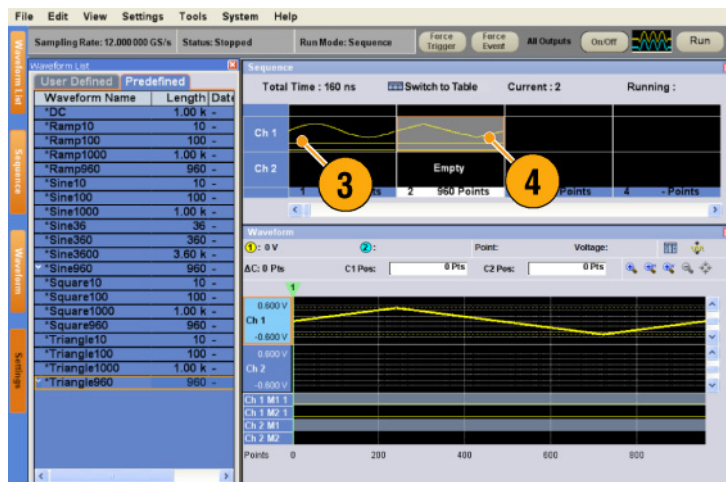 File Edit View Settings Tools System Help
Sampling Rate: 12.000 000 GS/s Status: Stopped Run Mode: Sequence Force Trigger Force Event All Outputs On/Off Run
Waveform List
Sequence
Waveform
Settings
Waveform List
User Defined Predefined
Waveform Name Length Date
*DC 1.00 k -
*Ramp10 10 -
*Ramp100 100 -
*Ramp1000 1.00 k -
*Ramp960 960 -
*Sine10 10 -
*Sine100 100 -
*Sine1000 1.00 k -
*Sine36 36 -
*Sine360 360 -
*Sine3600 3.60 k -
*Sine960 960 -
*Square10 10 -
*Square100 100 -
*Square1000 1.00 k -
*Square960 960 -
*Triangle10 10 -
*Triangle100 100 -
*Triangle1000 1.00 k -
*Triangle960 960 -
Sequence
Total Time : 160 ns Switch to Table Current : 2 Running :
Ch 1
3 4
Ch 2 Empty
1 2 960 Points Points 4 - Points
Waveform
1 : 0 V 2 : Point: Voltage:
ΔC: 0 Pts C1 Pos: 0 Pts C2 Pos: 0 Pts
1
0.600 V
Ch 1
-0.600 V
0.600 V
Ch 2
-0.600 V
Ch 1 M1 1
Ch 1 M2 1
Ch 2 M1
Ch 2 M2
Points 0 200 400 600 800